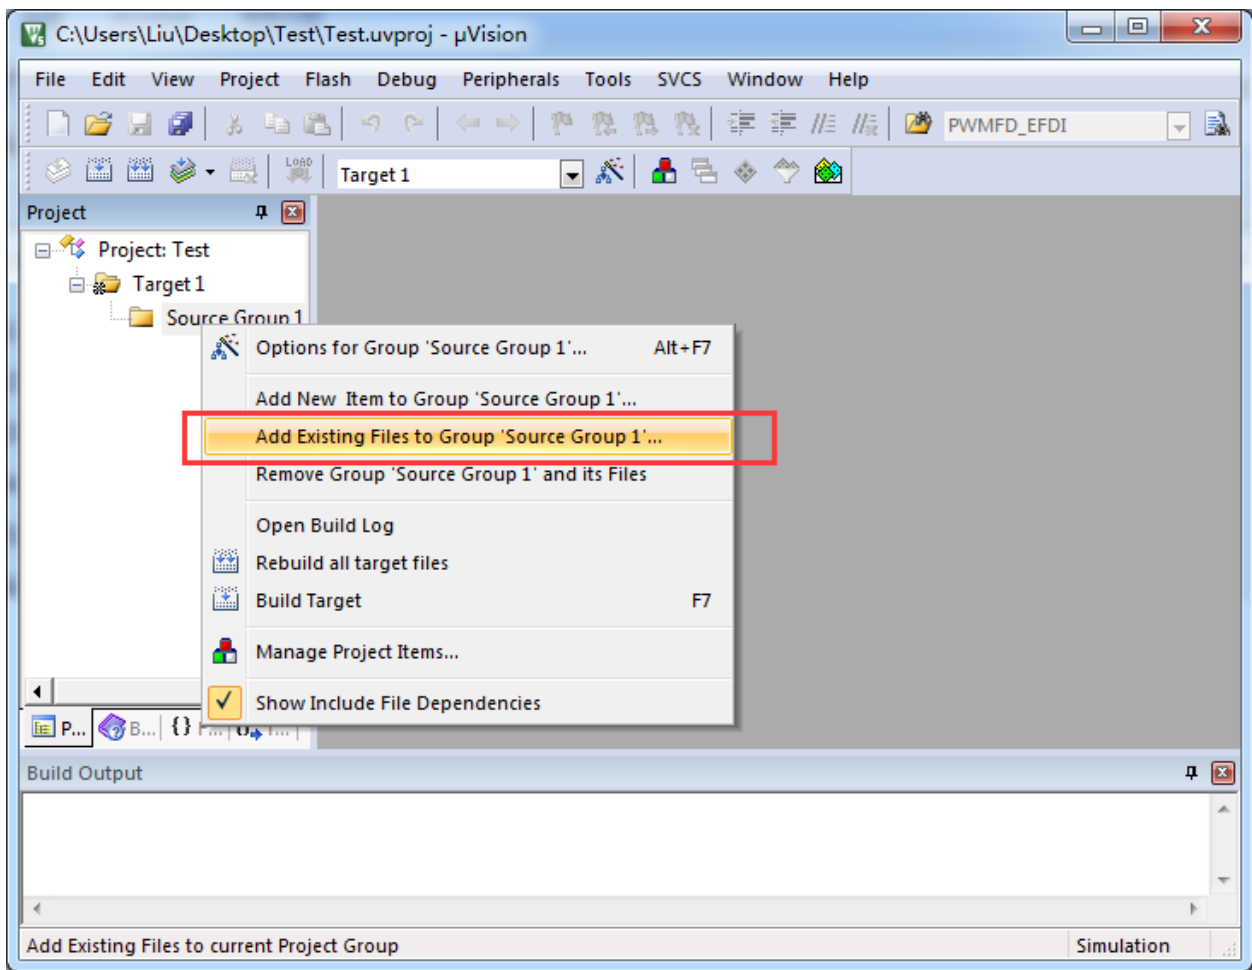 C:\Users\Liu\Desktop\Test\Test.uvproj - µVision
File Edit View Project Flash Debug Peripherals Tools SVCS Window Help
PWMFD_EFDI
LOAD
Target 1
Project
Project: Test
Target 1
Source Group 1
Options for Group 'Source Group 1'... Alt+F7
Add New Item to Group 'Source Group 1'...
Add Existing Files to Group 'Source Group 1'...
Remove Group 'Source Group 1' and its Files
Open Build Log
Rebuild all target files
Build Target F7
Manage Project Items...
Show Include File Dependencies
P... B... {}
Build Output
Add Existing Files to current Project Group Simulation